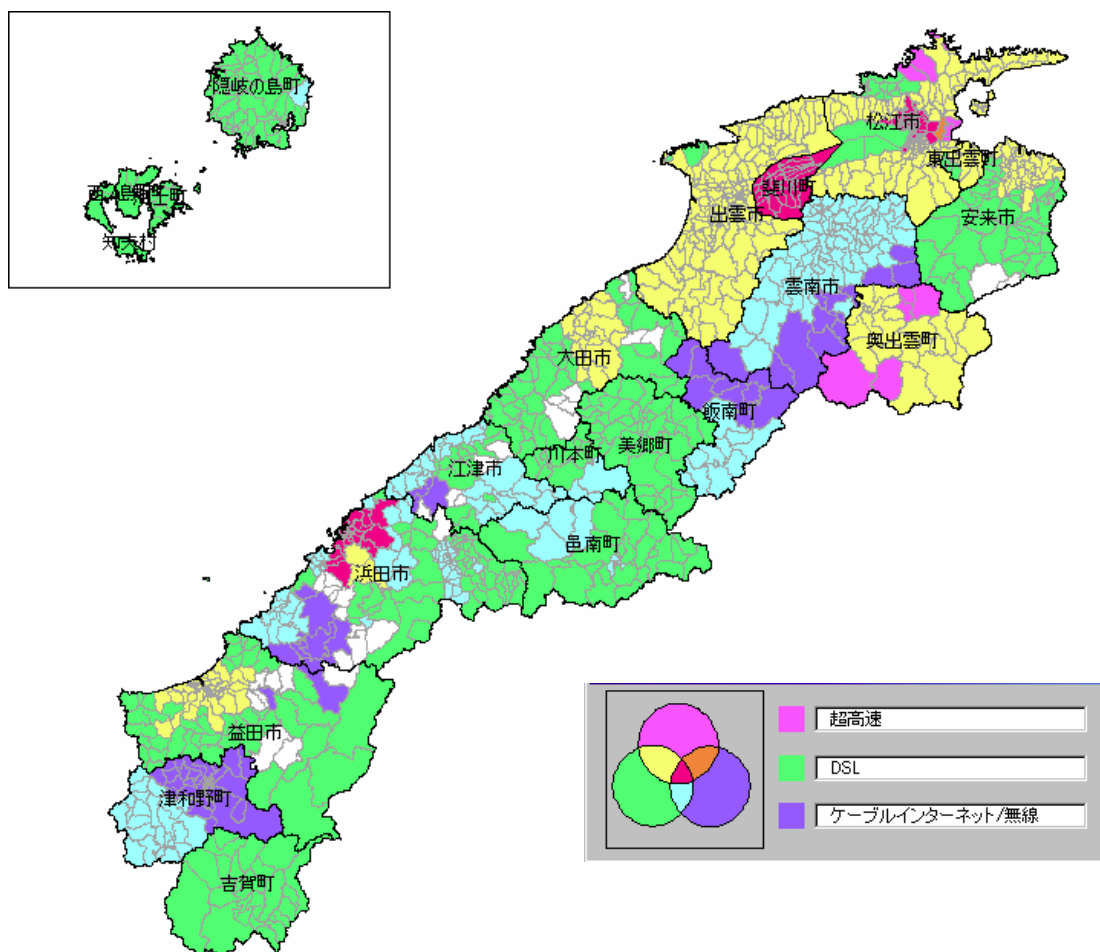 隠岐の島町
知夫村
松江市
東出雲町
斐川町
出雲市
安来市
雲南市
奥出雲町
大田市
飯南町
美郷町
川本町
江津市
邑南町
浜田市
益田市
津和野町
吉賀町
超高速
DSL
ケーブルインターネット/無線